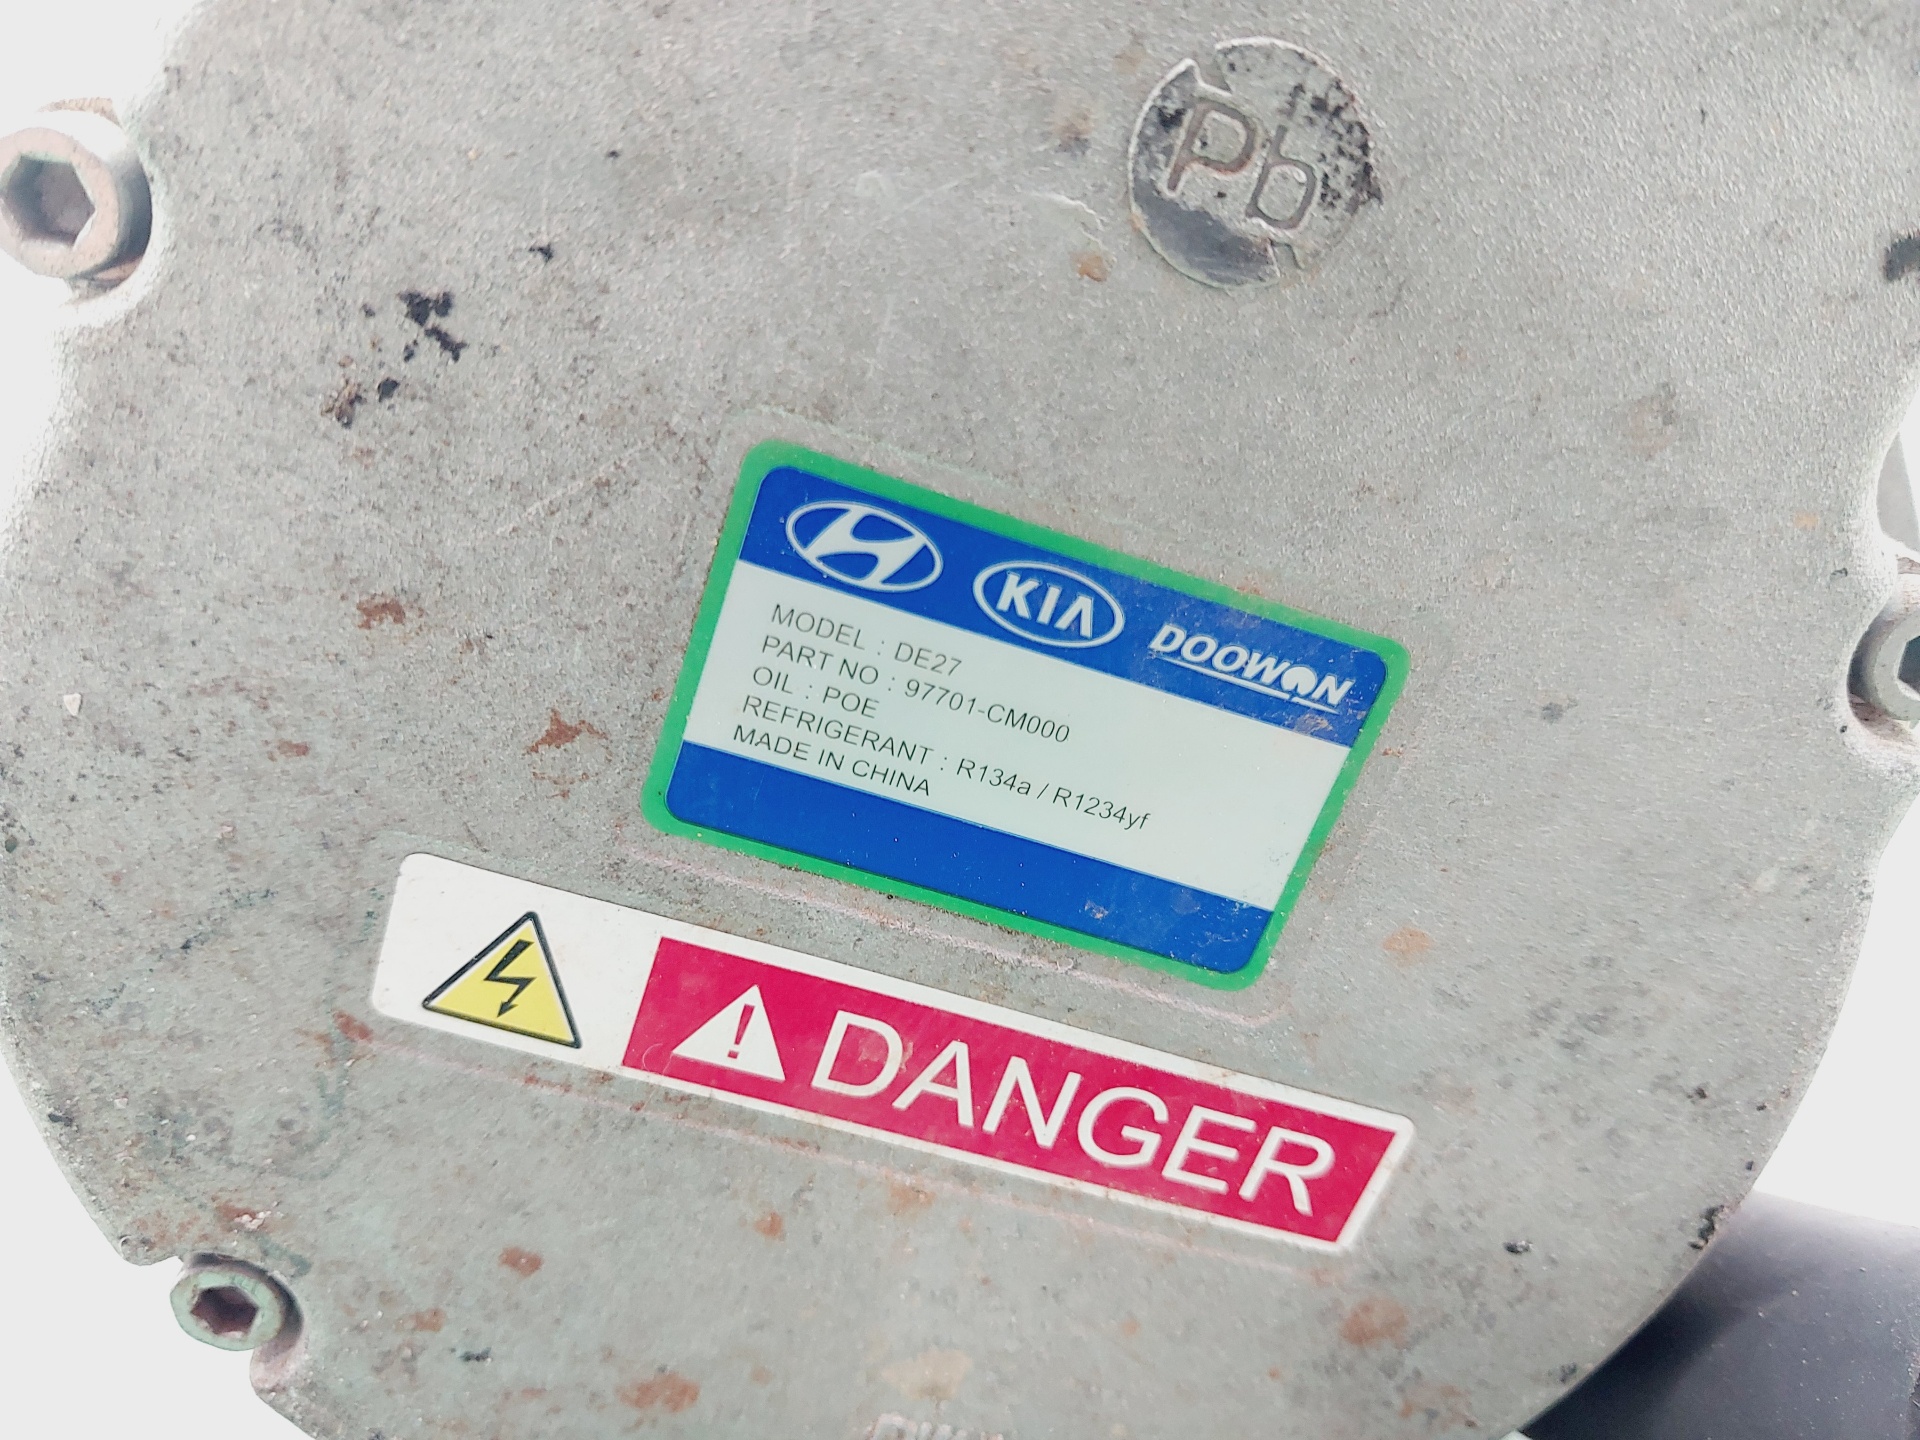 Pb
KIA
DOOWON
MODEL : DE27
PART NO : 97701-CM000
OIL : POE
REFRIGERANT : R134a / R1234yf
MADE IN CHINA
! DANGER